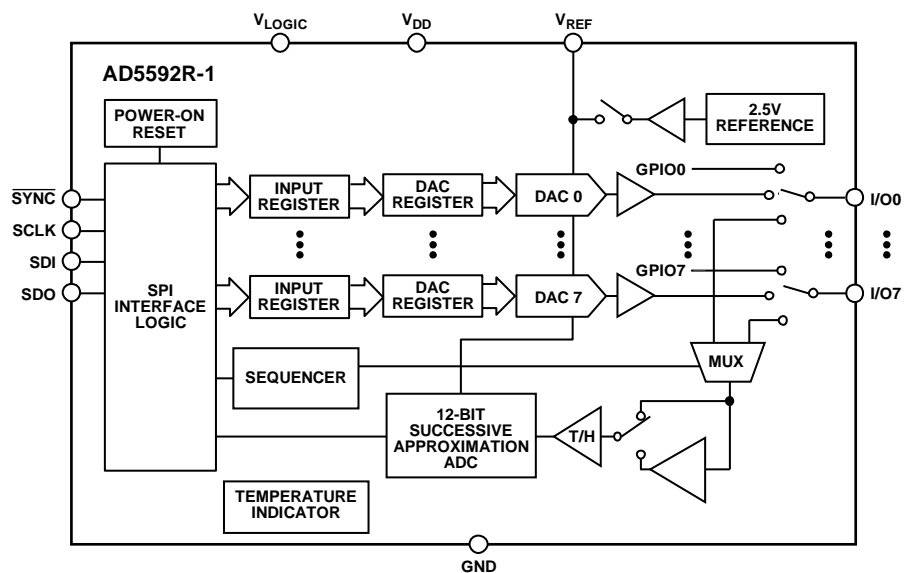 VLOGIC
VDD
VREF
AD5592R-1
POWER-ON
RESET
2.5V
REFERENCE
GPIO0
SYNC
SCLK
SDI
SDO
INPUT
REGISTER
DAC
REGISTER
DAC 0
I/O0
SPI
INTERFACE
LOGIC
GPIO7
INPUT
REGISTER
DAC
REGISTER
DAC 7
I/O7
SEQUENCER
MUX
12-BIT
SUCCESSIVE
APPROXIMATION
ADC
T/H
TEMPERATURE
INDICATOR
GND